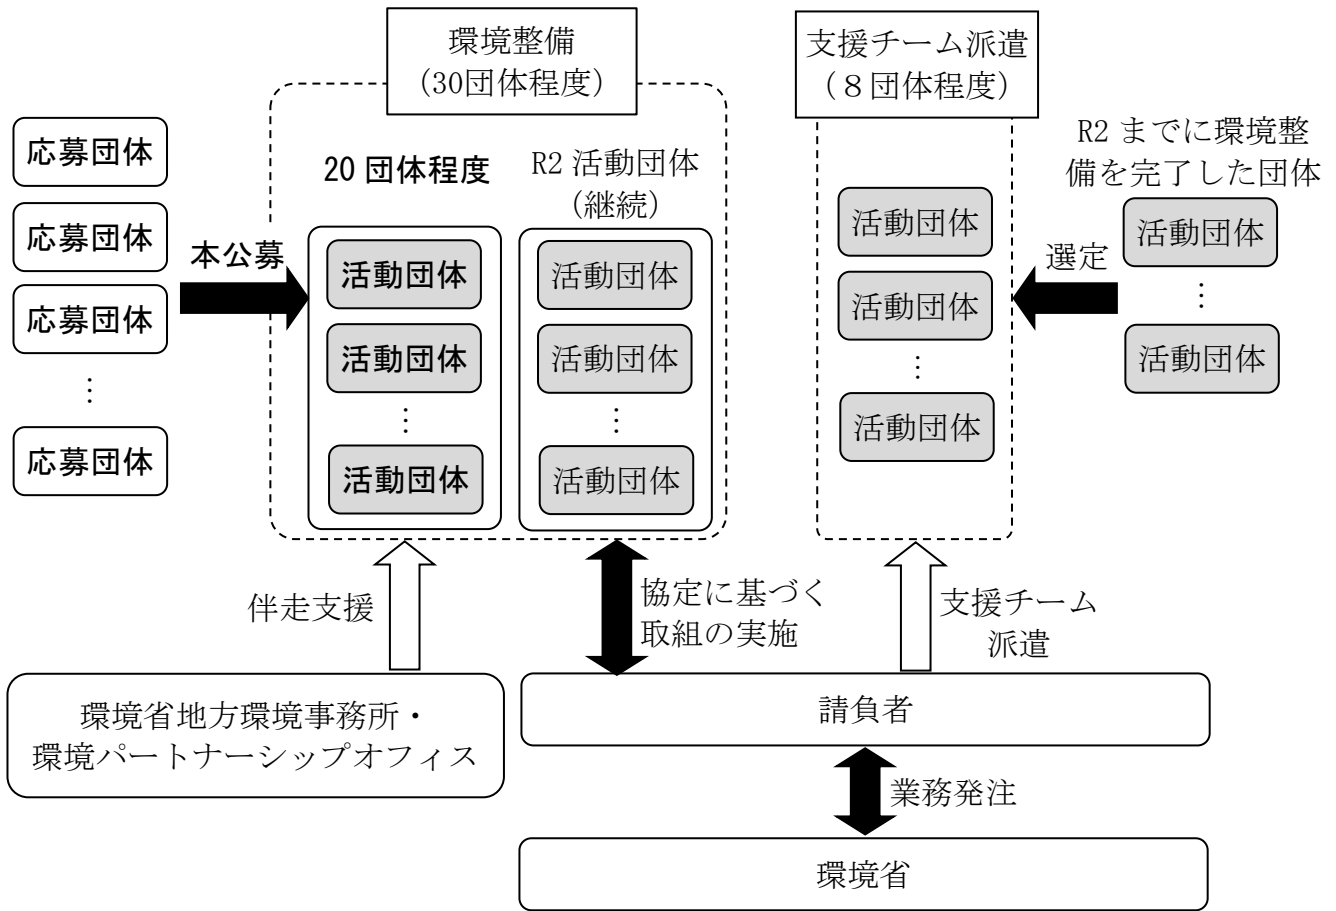 環境整備
（30団体程度）
支援チーム派遣
（８団体程度）
応募団体
応募団体
応募団体
⋮
応募団体
本公募
20 団体程度
活動団体
活動団体
⋮
活動団体
R2 活動団体
（継続）
活動団体
活動団体
⋮
活動団体
活動団体
活動団体
⋮
活動団体
選定
R2 までに環境整
備を完了した団体
活動団体
⋮
活動団体
伴走支援
協定に基づく
取組の実施
支援チーム
派遣
環境省地方環境事務所・
環境パートナーシップオフィス
請負者
業務発注
環境省